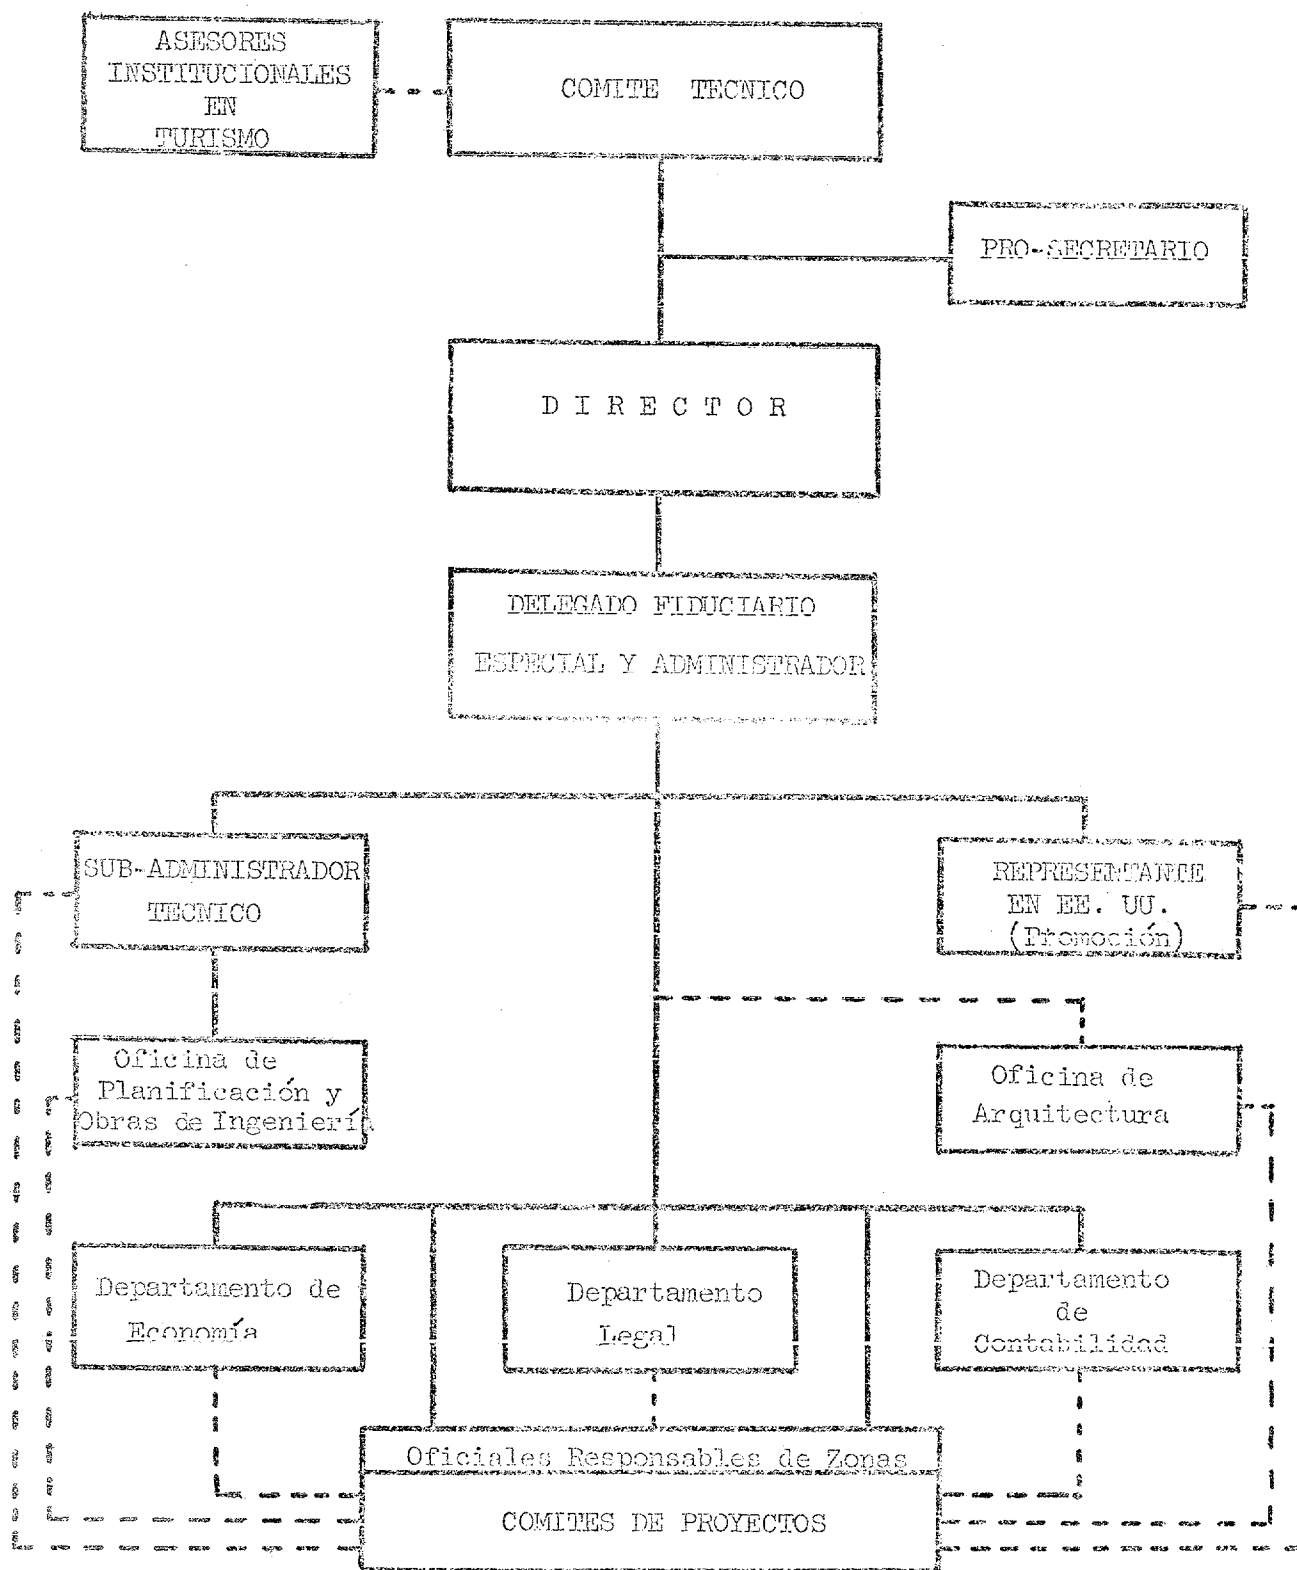 ASESORES
INSTITUCIONALES
EN
TURISMO
COMITE TECNICO
PRO-SECRETARIO
DIRECTOR
DELEGADO FIDUCIARIO
ESPECIAL Y ADMINISTRADOR
SUB-ADMINISTRADOR
TECNICO
REPRESENTANTE
EN EE. UU.
(Promoción)
Oficina de
Planificación y
Obras de Ingeniería
Oficina de
Arquitectura
Departamento de
Economía
Departamento
Legal
Departamento
de
Contabilidad
Oficiales Responsables de Zonas
COMITES DE PROYECTOS